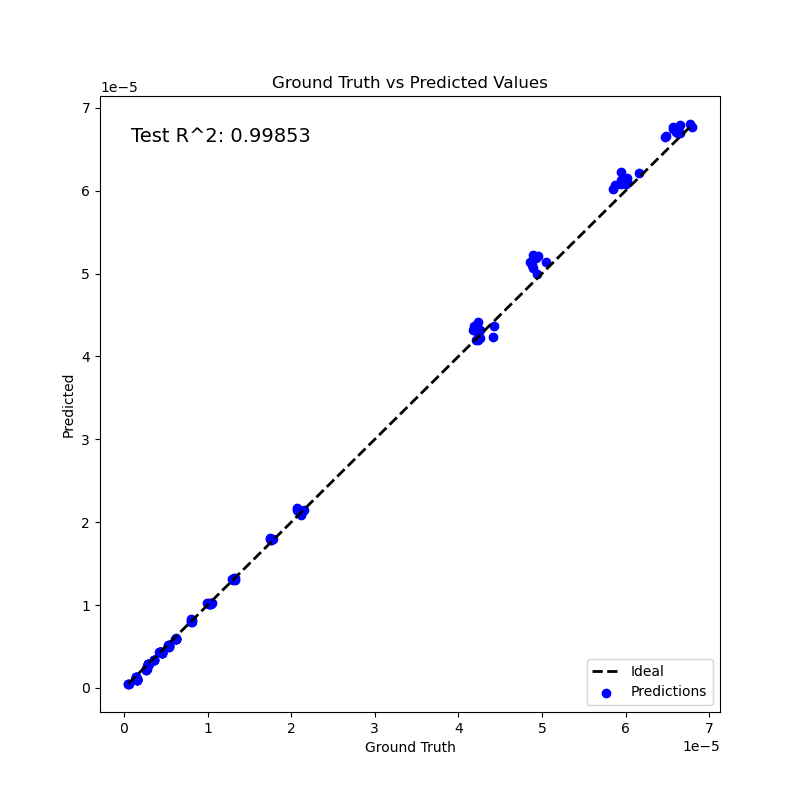 Ground Truth vs Predicted Values
1e−5
Test R^2: 0.99853
7
6
5
4
3
2
1
0
Predicted
Ideal
Predictions
0 1 2 3 4 5 6 7
1e−5
Ground Truth